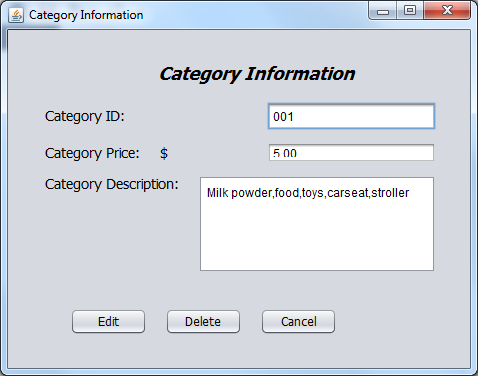 Category Information
Category Information
Category ID: 001
Category Price: $ 5.00
Category Description: Milk powder,food,toys,carseat,stroller
Edit Delete Cancel